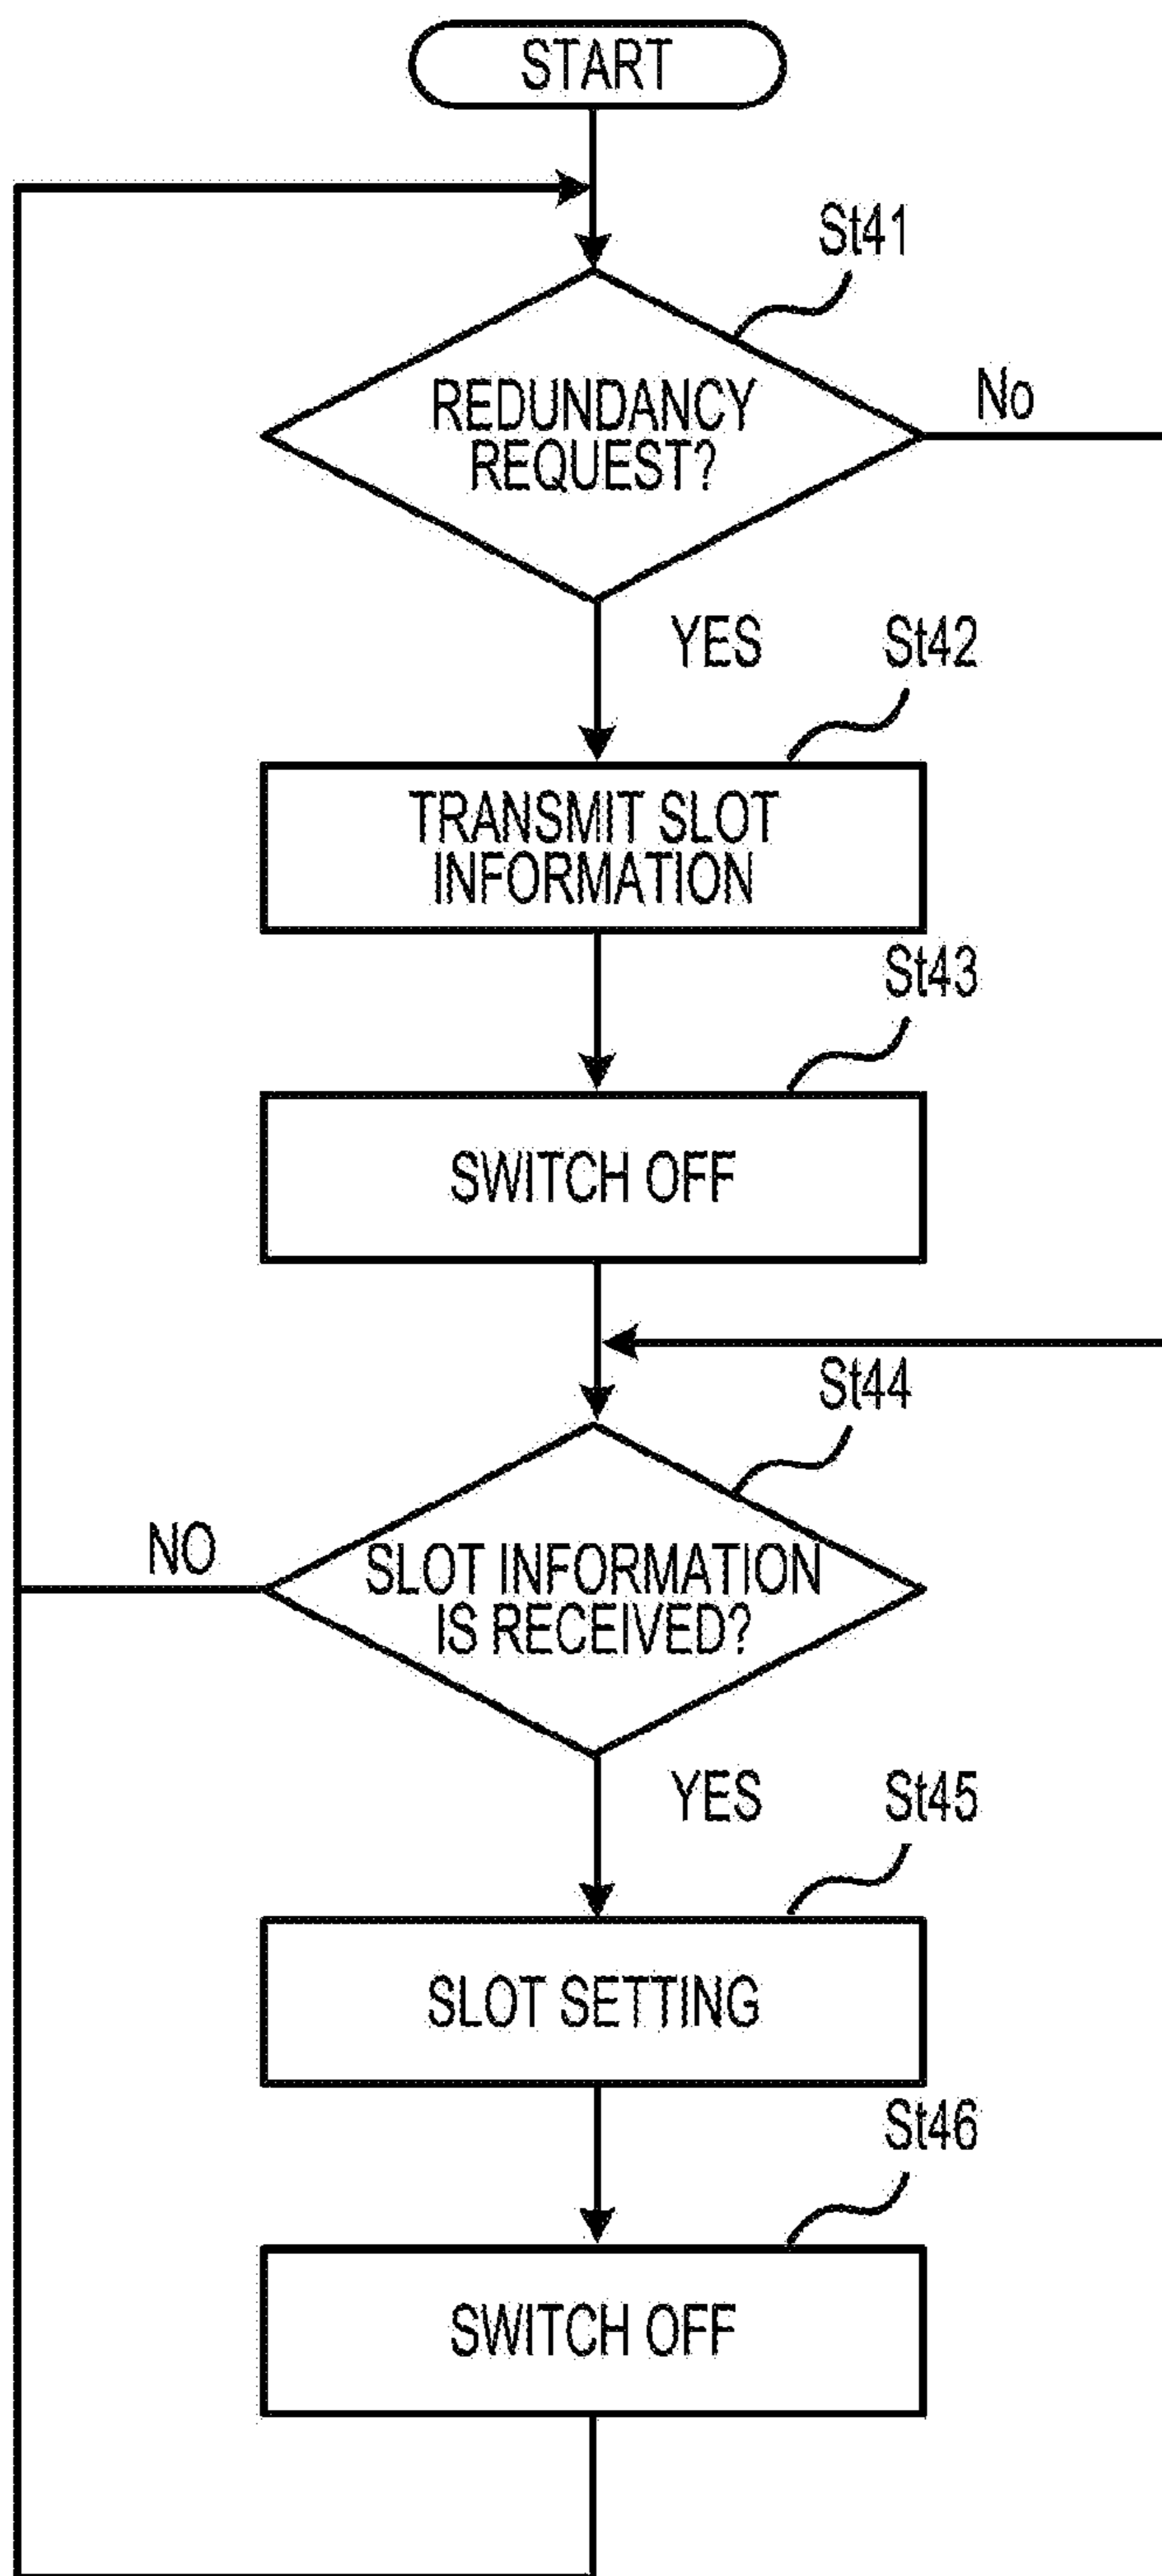 START
St41
REDUNDANCY
REQUEST?
No
YES
St42
TRANSMIT SLOT
INFORMATION
St43
SWITCH OFF
St44
NO
SLOT INFORMATION
IS RECEIVED?
YES
St45
SLOT SETTING
St46
SWITCH OFF